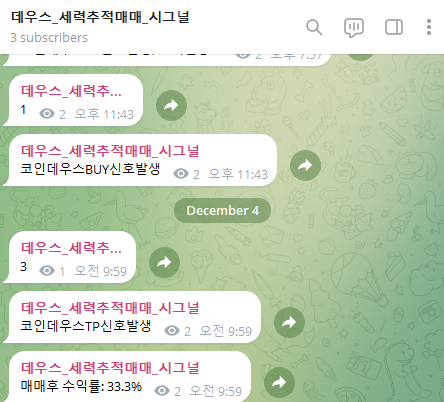 데우스_세력추적매매_시그널
3 subscribers
2 오후 7:57
데우스_세력추...
1 2 오후 11:43
데우스_세력추적매매_시그널
코인데우스BUY신호발생 2 오후 11:43
December 4
데우스_세력추...
3 1 오전 9:59
데우스_세력추적매매_시그널
코인데우스TP신호발생 2 오전 9:59
데우스_세력추적매매_시그널
매매후 수익률: 33.3% 2 오전 9:59